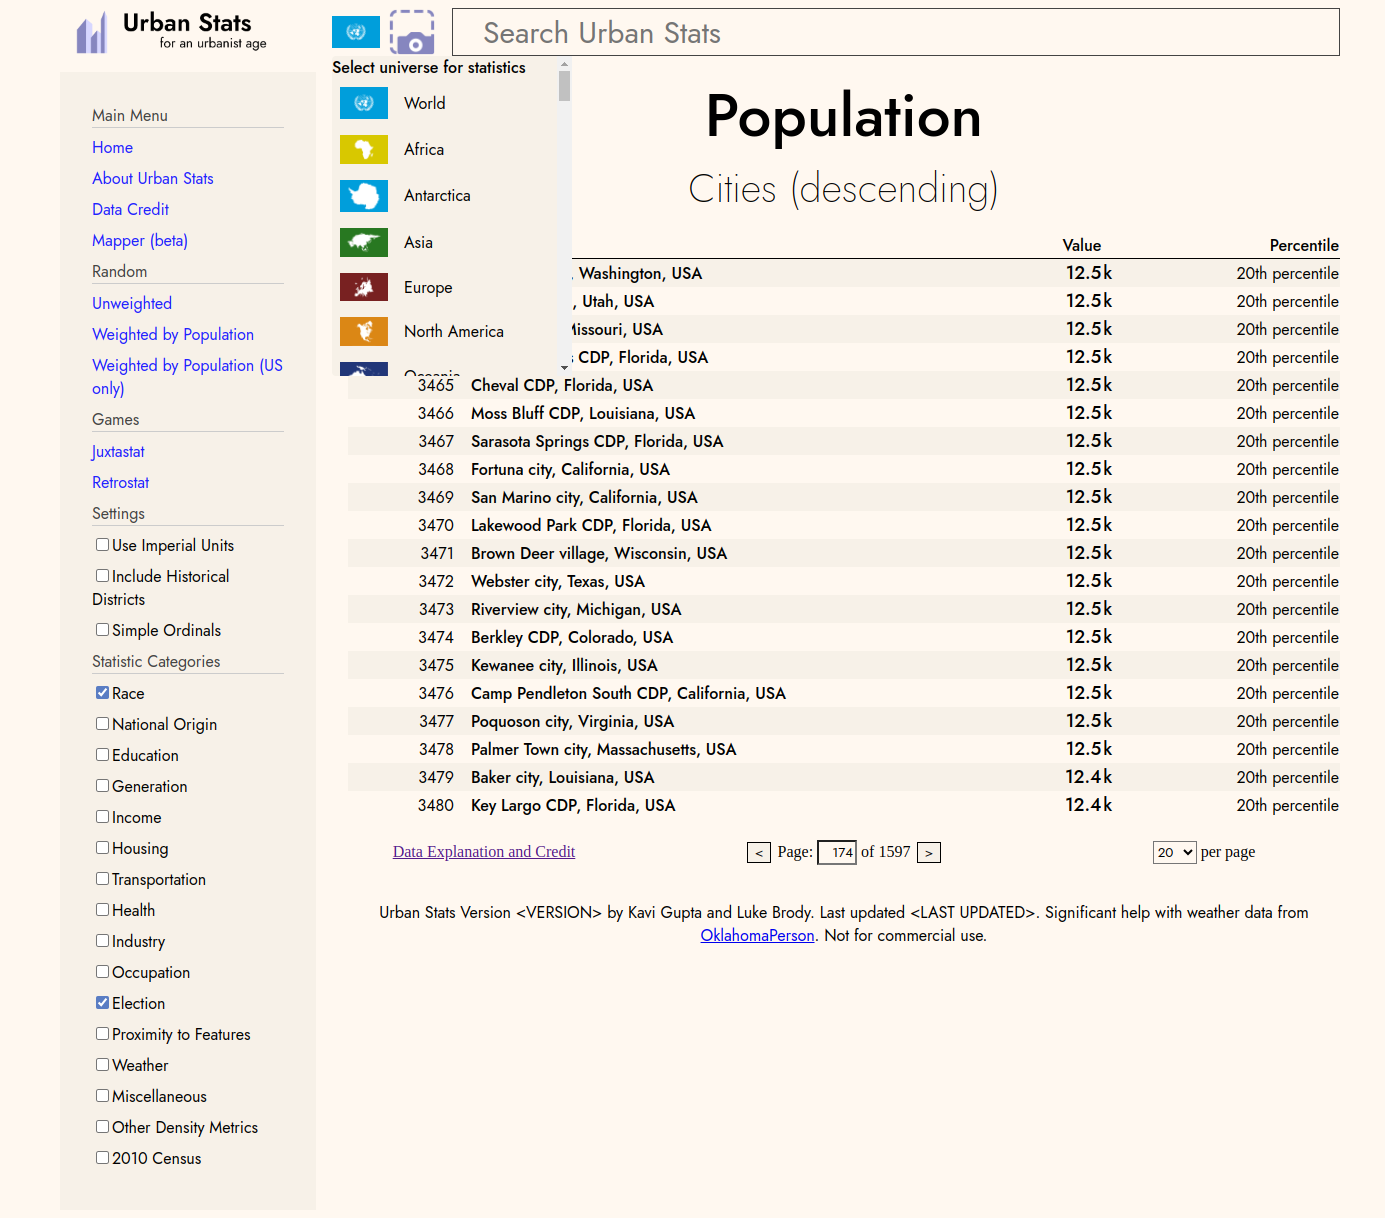 Urban Stats
for an urbanist age
Search Urban Stats
Main Menu
Home
About Urban Stats
Data Credit
Mapper (beta)
Random
Unweighted
Weighted by Population
Weighted by Population (US
only)
Games
Juxtastat
Retrostat
Settings
Use Imperial Units
Include Historical
Districts
Simple Ordinals
Statistic Categories
Race
National Origin
Education
Generation
Income
Housing
Transportation
Health
Industry
Occupation
Election
Proximity to Features
Weather
Miscellaneous
Other Density Metrics
2010 Census
Select universe for statistics
World
Africa
Antarctica
Asia
Europe
North America
Oceania
Population
Cities (descending)
Value Percentile
, Washington, USA 12.5k 20th percentile
, Utah, USA 12.5k 20th percentile
Missouri, USA 12.5k 20th percentile
CDP, Florida, USA 12.5k 20th percentile
3465 Cheval CDP, Florida, USA 12.5k 20th percentile
3466 Moss Bluff CDP, Louisiana, USA 12.5k 20th percentile
3467 Sarasota Springs CDP, Florida, USA 12.5k 20th percentile
3468 Fortuna city, California, USA 12.5k 20th percentile
3469 San Marino city, California, USA 12.5k 20th percentile
3470 Lakewood Park CDP, Florida, USA 12.5k 20th percentile
3471 Brown Deer village, Wisconsin, USA 12.5k 20th percentile
3472 Webster city, Texas, USA 12.5k 20th percentile
3473 Riverview city, Michigan, USA 12.5k 20th percentile
3474 Berkley CDP, Colorado, USA 12.5k 20th percentile
3475 Kewanee city, Illinois, USA 12.5k 20th percentile
3476 Camp Pendleton South CDP, California, USA 12.5k 20th percentile
3477 Poquoson city, Virginia, USA 12.5k 20th percentile
3478 Palmer Town city, Massachusetts, USA 12.5k 20th percentile
3479 Baker city, Louisiana, USA 12.4k 20th percentile
3480 Key Largo CDP, Florida, USA 12.4k 20th percentile
Data Explanation and Credit < Page: 174 of 1597 > 20 per page
Urban Stats Version <VERSION> by Kavi Gupta and Luke Brody. Last updated <LAST UPDATED>. Significant help with weather data from
OklahomaPerson. Not for commercial use.